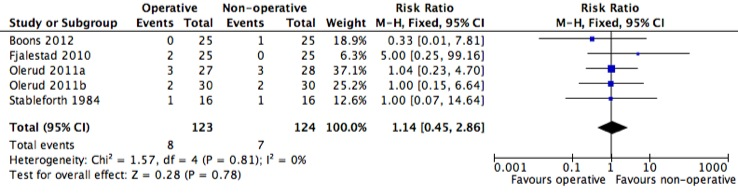 Operative Non-operative Risk Ratio Risk Ratio
Study or Subgroup Events Total Events Total Weight M-H, Fixed, 95% CI M-H, Fixed, 95% CI
Boons 2012 0 25 1 25 18.9% 0.33 [0.01, 7.81]
Fjalestad 2010 2 25 0 25 6.3% 5.00 [0.25, 99.16]
Olerud 2011a 3 27 3 28 37.1% 1.04 [0.23, 4.70]
Olerud 2011b 2 30 2 30 25.2% 1.00 [0.15, 6.64]
Stableforth 1984 1 16 1 16 12.6% 1.00 [0.07, 14.64]
Total (95% CI) 123 124 100.0% 1.14 [0.45, 2.86]
Total events 8 7
Heterogeneity: Chi² = 1.57, df = 4 (P = 0.81); I² = 0%
Test for overall effect: Z = 0.28 (P = 0.78)
0.001 0.1 1 10 1000
Favours operative Favours non-operative